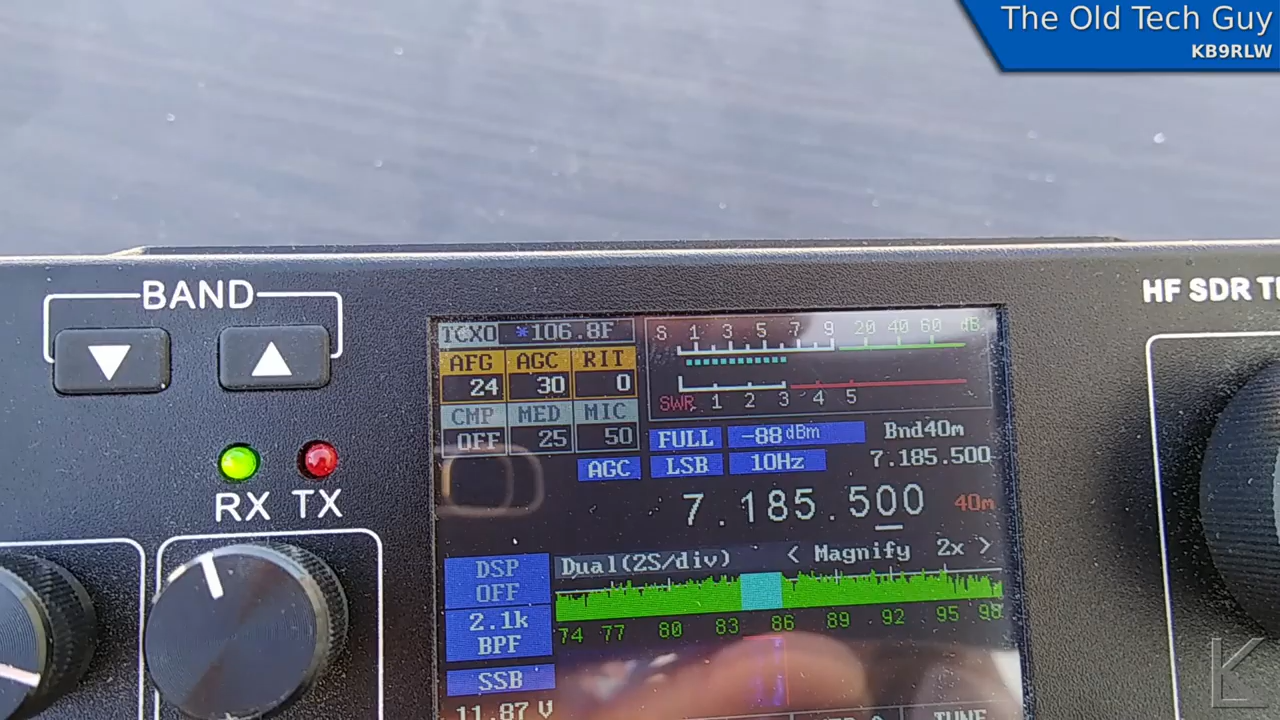 The Old Tech Guy
KB9RLW
BAND
HF SDR
TCXO *106.8F
AFG AGC RIT
24 30 0
CMP MED MIC
OFF 25 50
S 1 3 5 7 9 20 40 60 dB
SWR 1 2 3 4 5
FULL -88dBm Bnd40m
AGC LSB 10Hz 7.185.500
7.185.500 40m
RX TX
Dual(2S/div) < Magnify 2x >
DSP
OFF
74 77 80 83 86 89 92 95 98
2.1k
BPF
SSB
11.87 V
TUNE